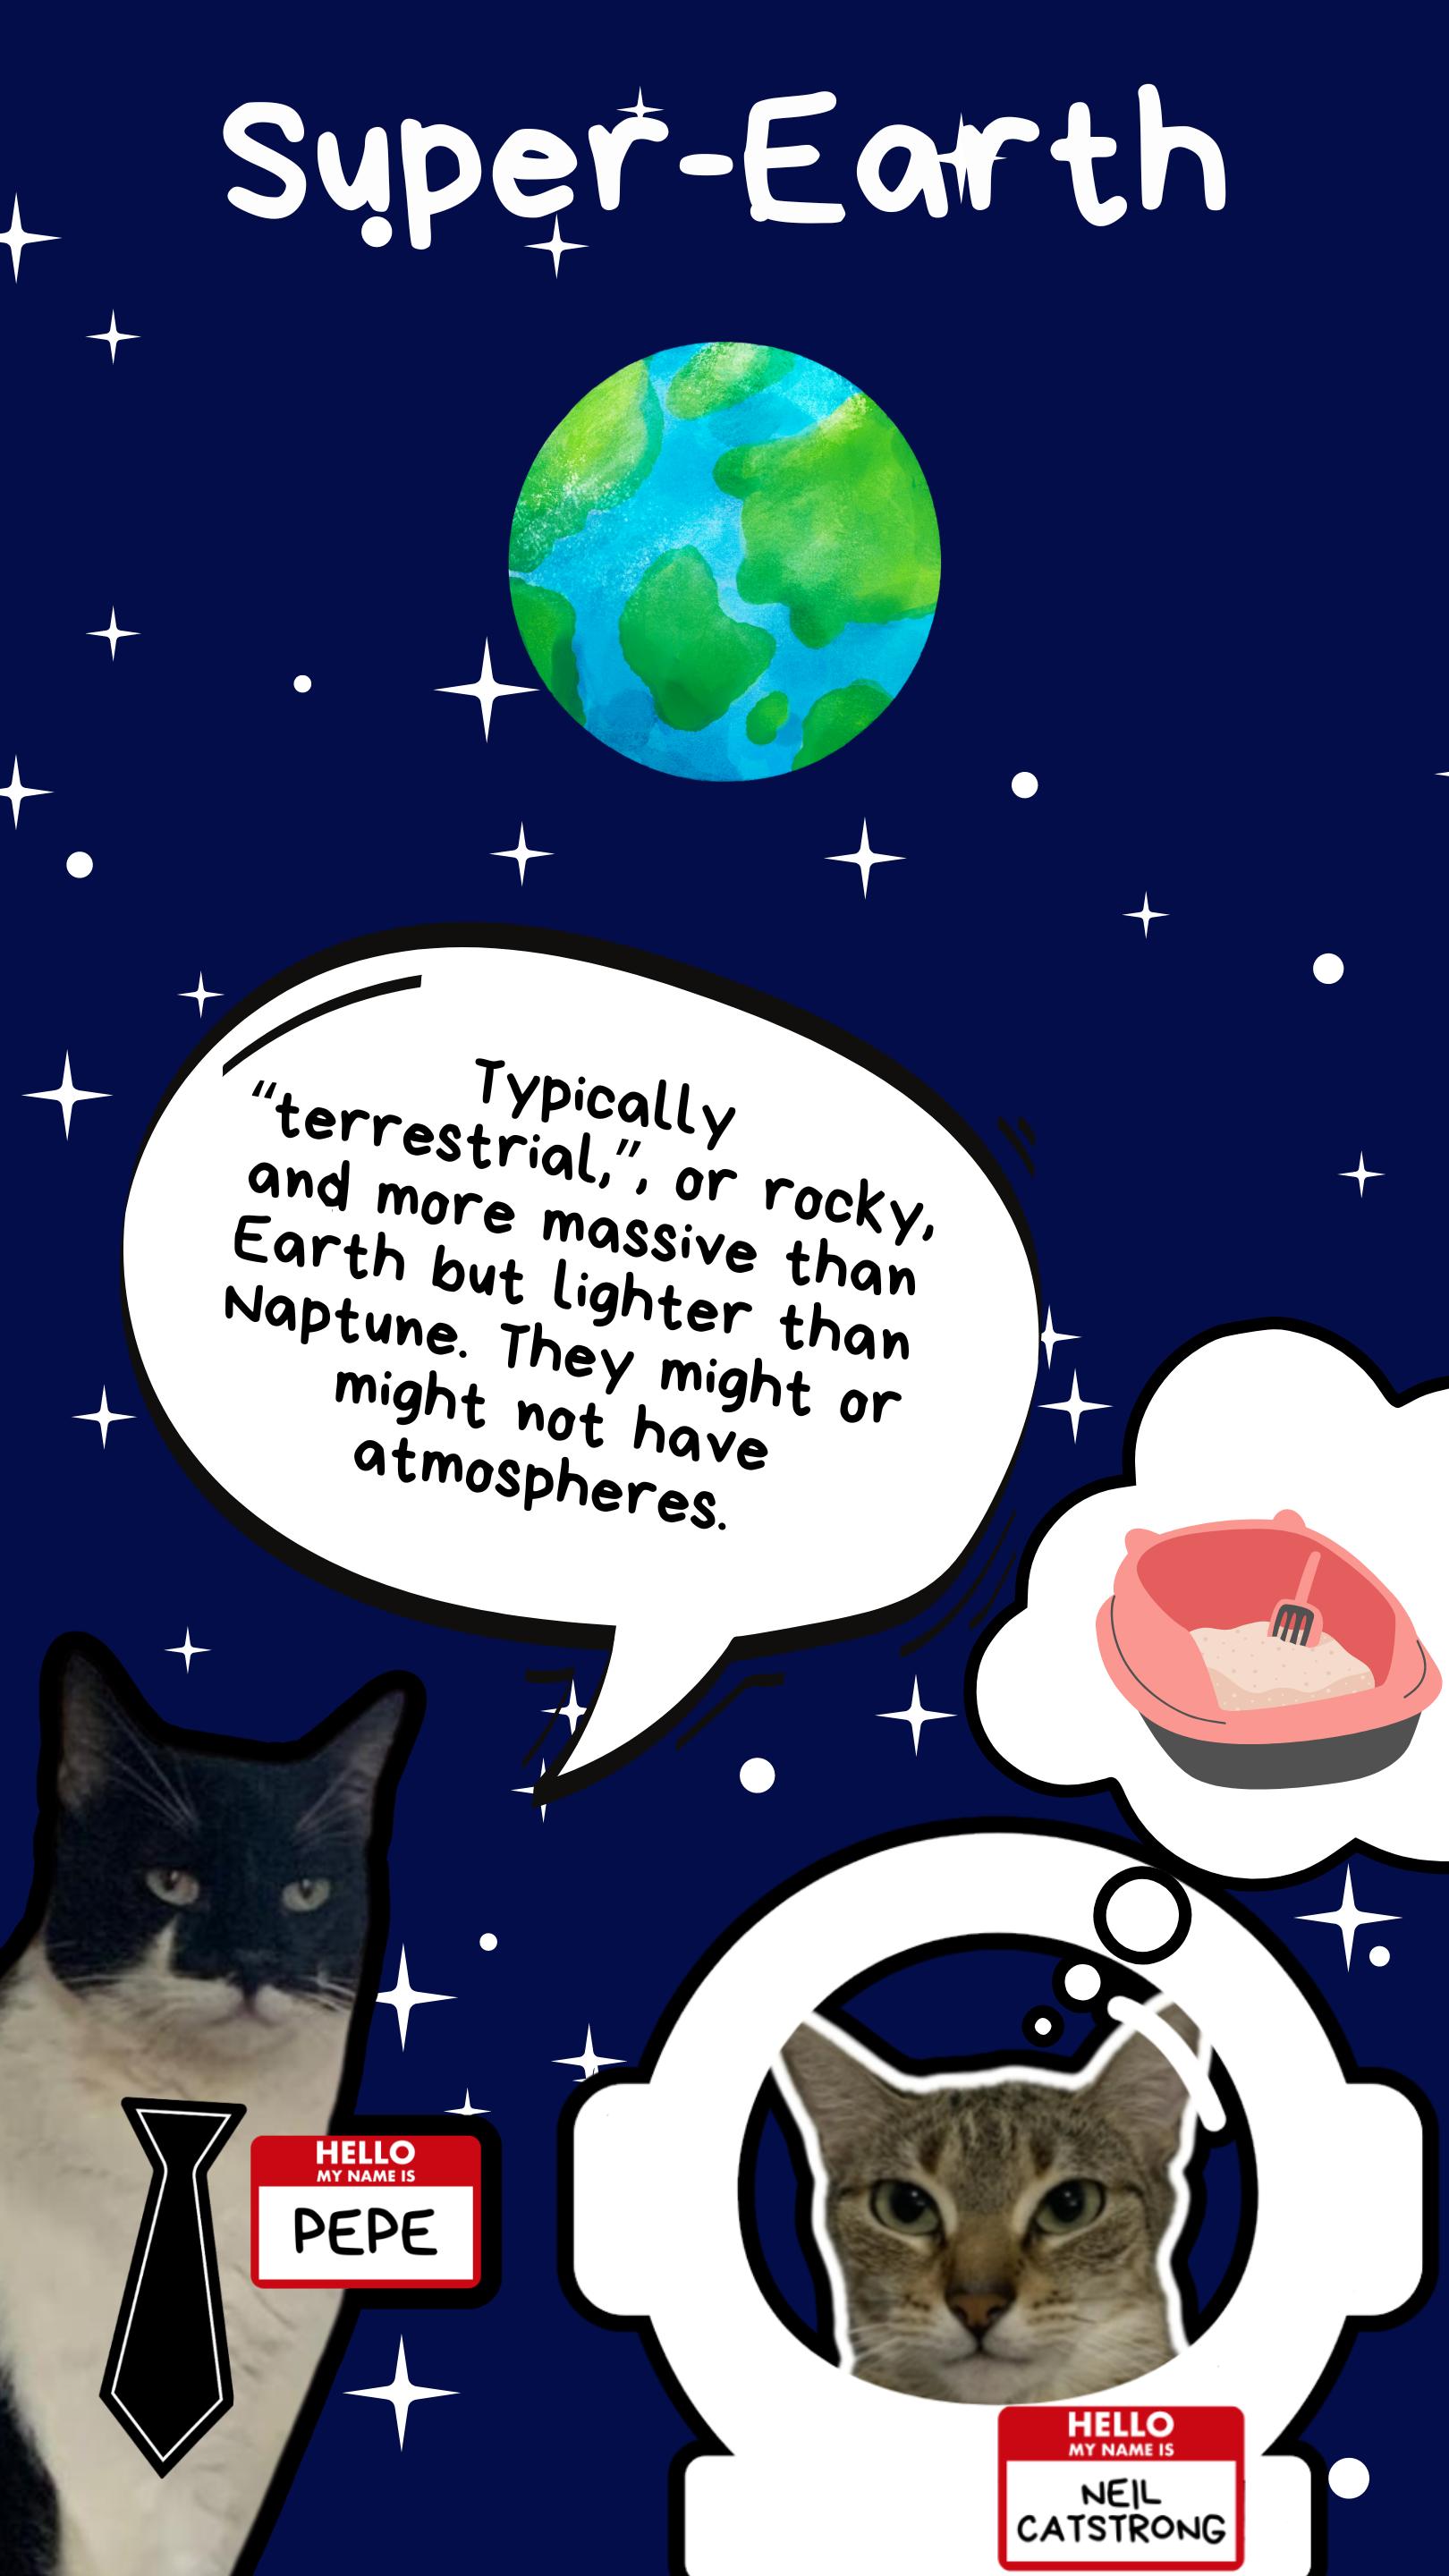 Super-Earth
Typically
“terrestrial,”, or rocky,
and more massive than
Earth but lighter than
Naptune. They might or
might not have
atmospheres.
HELLO
MY NAME IS
PEPE
HELLO
MY NAME IS
NEIL
CATSTRONG